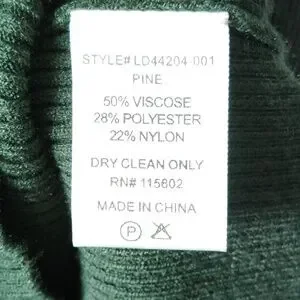 STYLE# LD44204-001
PINE
50% VISCOSE
28% POLYESTER
22% NYLON
DRY CLEAN ONLY
RN# 115602
MADE IN CHINA
P